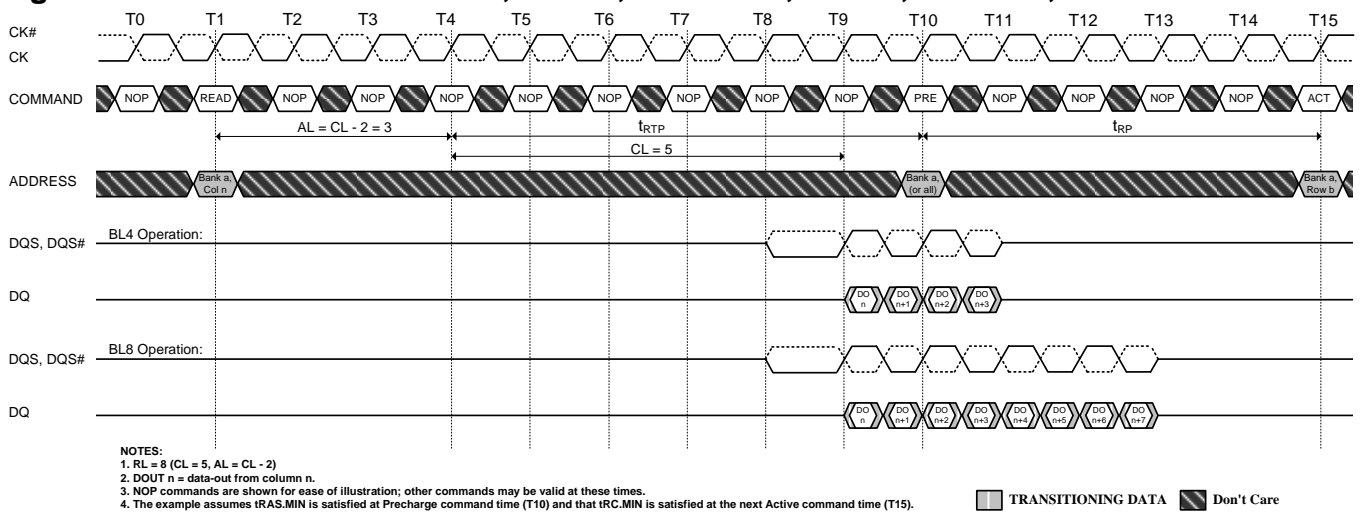 T0 T1 T2 T3 T4 T5 T6 T7 T8 T9 T10 T11 T12 T13 T14 T15
CK#
CK
COMMAND NOP READ NOP NOP NOP NOP NOP NOP NOP NOP PRE NOP NOP NOP NOP ACT
AL = CL - 2 = 3 tRTP tRP
CL = 5
ADDRESS Bank a, Col n Bank a, (or all) Bank a, Row b
BL4 Operation:
DQS, DQS#
DQ DO n DO n+1 DO n+2 DO n+3
BL8 Operation:
DQS, DQS#
DQ DO n DO n+1 DO n+2 DO n+3 DO n+4 DO n+5 DO n+6 DO n+7
NOTES:
1. RL = 8 (CL = 5, AL = CL - 2)
2. DOUT n = data-out from column n.
3. NOP commands are shown for ease of illustration; other commands may be valid at these times.
4. The example assumes tRAS.MIN is satisfied at Precharge command time (T10) and that tRC.MIN is satisfied at the next Active command time (T15).
TRANSITIONING DATA Don't Care